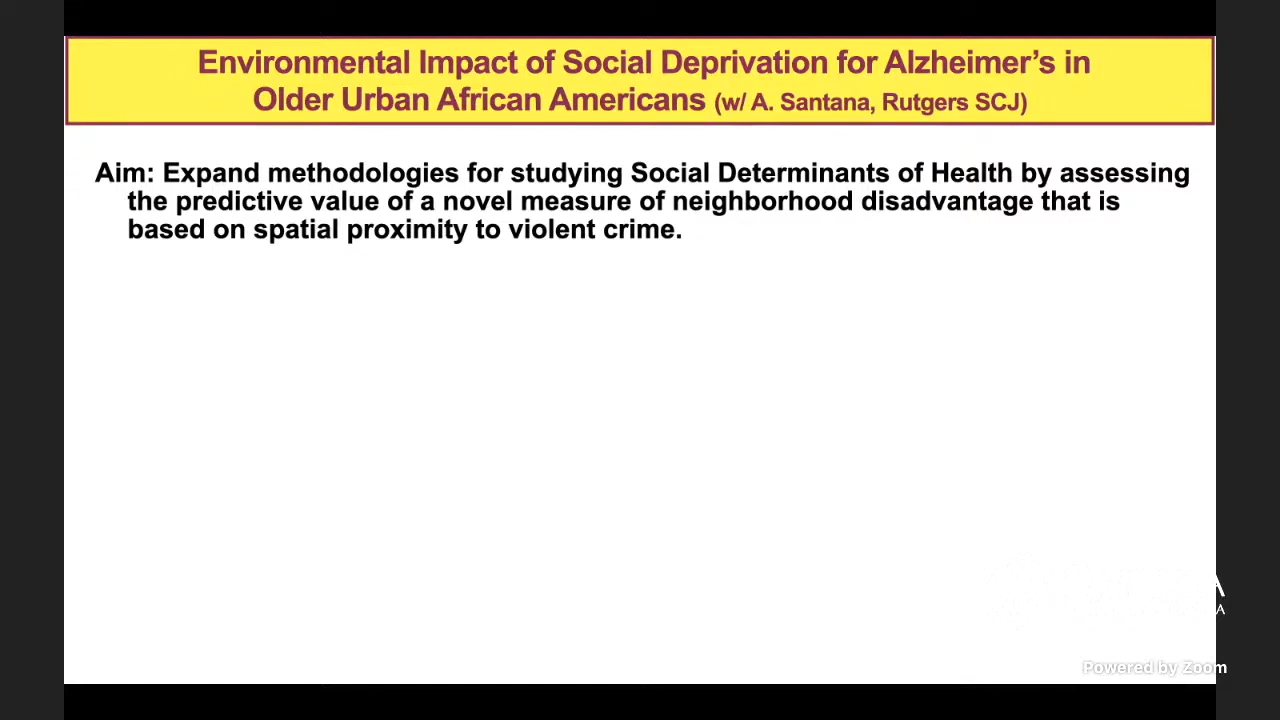 Environmental Impact of Social Deprivation for Alzheimer’s in
Older Urban African Americans (w/ A. Santana, Rutgers SCJ)
Aim: Expand methodologies for studying Social Determinants of Health by assessing
the predictive value of a novel measure of neighborhood disadvantage that is
based on spatial proximity to violent crime.
Powered by Zoom